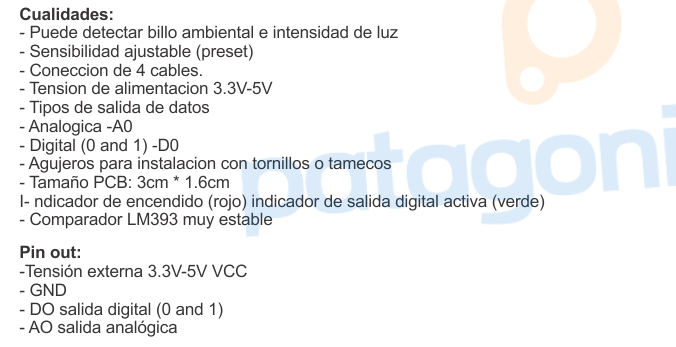 Cualidades:
- Puede detectar billo ambiental e intensidad de luz
- Sensibilidad ajustable (preset)
- Coneccion de 4 cables.
- Tension de alimentacion 3.3V-5V
- Tipos de salida de datos
- Analogica -A0
- Digital (0 and 1) -D0
- Agujeros para instalacion con tornillos o tamecos
- Tamaño PCB: 3cm * 1.6cm
I- ndicador de encendido (rojo) indicador de salida digital activa (verde)
- Comparador LM393 muy estable
Pin out:
-Tensión externa 3.3V-5V VCC
- GND
- DO salida digital (0 and 1)
- AO salida analógica
patagoni